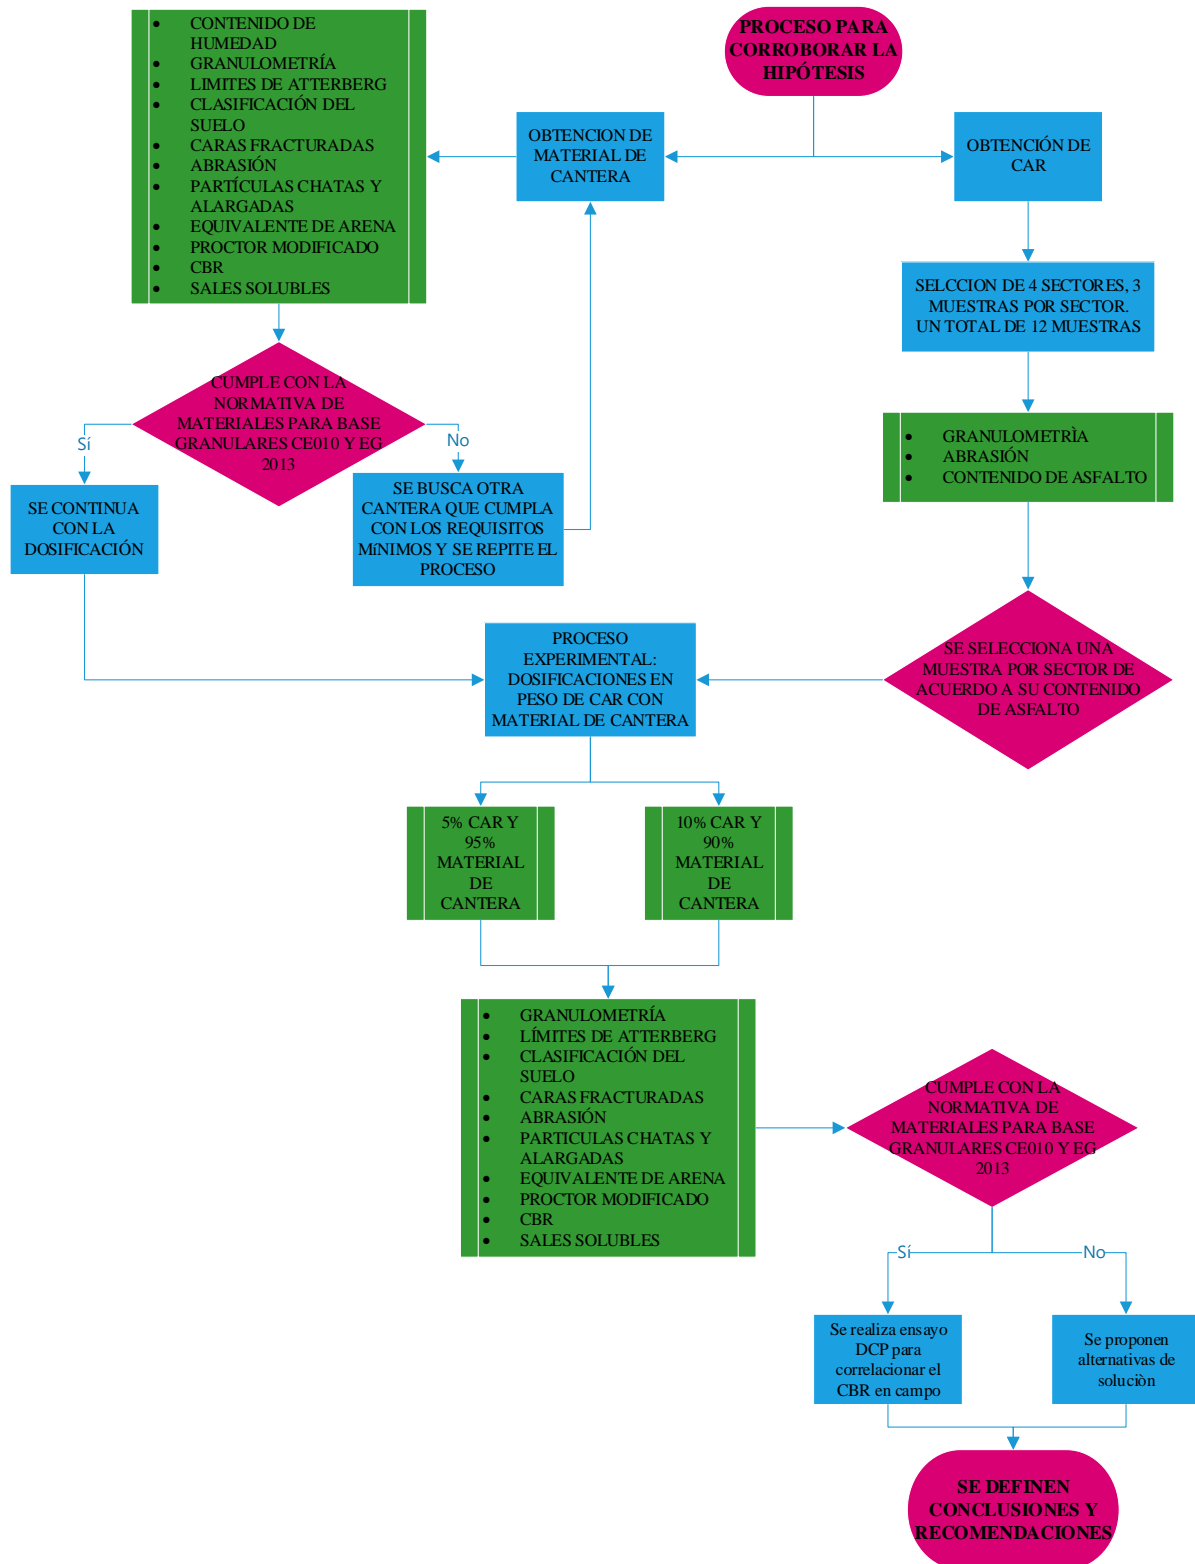 PROCESO PARA
CORROBORAR LA
HIPÓTESIS
• CONTENIDO DE
HUMEDAD
• GRANULOMETRÍA
• LIMITES DE ATTERBERG
• CLASIFICACIÓN DEL
SUELO
• CARAS FRACTURADAS
• ABRASIÓN
• PARTÍCULAS CHATAS Y
ALARGADAS
• EQUIVALENTE DE ARENA
• PROCTOR MODIFICADO
• CBR
• SALES SOLUBLES
OBTENCION DE
MATERIAL DE
CANTERA
OBTENCIÓN DE
CAR
SELCCION DE 4 SECTORES, 3
MUESTRAS POR SECTOR.
UN TOTAL DE 12 MUESTRAS
CUMPLE CON LA
NORMATIVA DE
MATERIALES PARA BASE
GRANULARES CE010 Y EG
2013
Sí
No
• GRANULOMETRÌA
• ABRASIÓN
• CONTENIDO DE ASFALTO
SE CONTINUA
CON LA
DOSIFICACIÓN
SE BUSCA OTRA
CANTERA QUE CUMPLA
CON LOS REQUISITOS
MíNIMOS Y SE REPITE EL
PROCESO
PROCESO
EXPERIMENTAL:
DOSIFICACIONES EN
PESO DE CAR CON
MATERIAL DE CANTERA
SE SELECCIONA UNA
MUESTRA POR SECTOR DE
ACUERDO A SU CONTENIDO
DE ASFALTO
5% CAR Y
95%
MATERIAL
DE
CANTERA
10% CAR Y
90%
MATERIAL
DE
CANTERA
• GRANULOMETRÍA
• LÍMITES DE ATTERBERG
• CLASIFICACIÓN DEL
SUELO
• CARAS FRACTURADAS
• ABRASIÓN
• PARTICULAS CHATAS Y
ALARGADAS
• EQUIVALENTE DE ARENA
• PROCTOR MODIFICADO
• CBR
• SALES SOLUBLES
CUMPLE CON LA
NORMATIVA DE
MATERIALES PARA BASE
GRANULARES CE010 Y EG
2013
Sí
No
Se realiza ensayo
DCP para
correlacionar el
CBR en campo
Se proponen
alternativas de
soluciòn
SE DEFINEN
CONCLUSIONES Y
RECOMENDACIONES